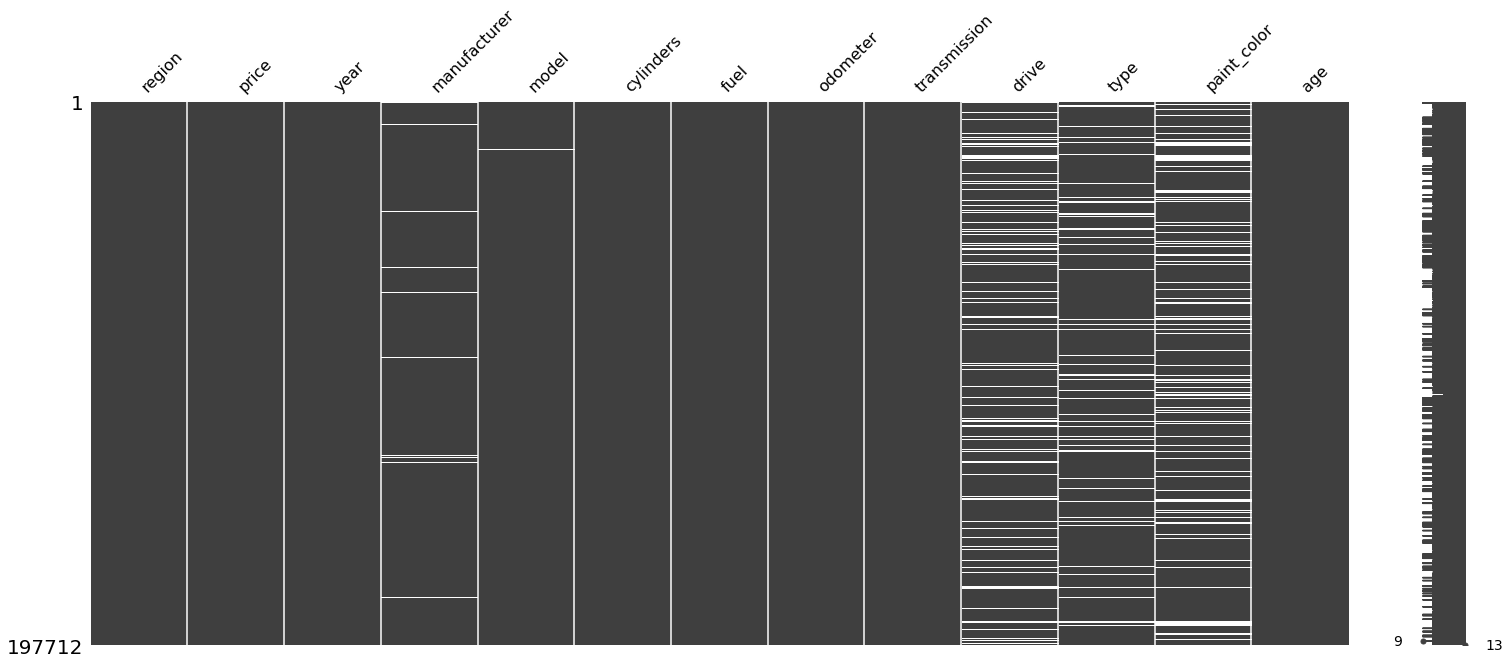 region
price
year
manufacturer
model
cylinders
fuel
odometer
transmission
drive
type
paint_color
age
1
197712
9
13